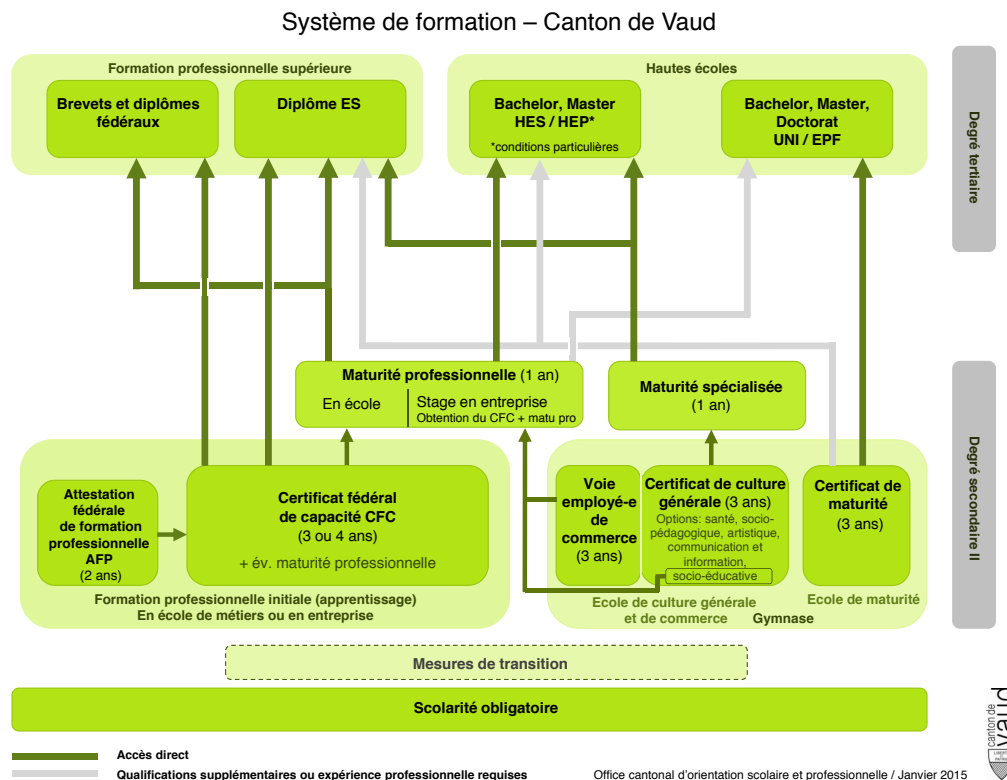 Système de formation – Canton de Vaud
Formation professionnelle supérieure
Hautes écoles
Brevets et diplômes
fédéraux
Diplôme ES
Bachelor, Master
HES / HEP*
*conditions particulières
Bachelor, Master,
Doctorat
UNI / EPF
Degré tertiaire
Maturité professionnelle (1 an)
En école
Stage en entreprise
Obtention du CFC + matu pro
Maturité spécialisée
(1 an)
Degré secondaire II
Attestation
fédérale
de formation
professionnelle
AFP
(2 ans)
Certificat fédéral
de capacité CFC
(3 ou 4 ans)
+ év. maturité professionnelle
Formation professionnelle initiale (apprentissage)
En école de métiers ou en entreprise
Voie
employé-e
de
commerce
(3 ans)
Certificat de culture
générale (3 ans)
Options: santé, socio-
pédagogique, artistique,
communication et
information,
socio-éducative
Certificat de
maturité
(3 ans)
Ecole de culture générale
et de commerce
Gymnase
Ecole de maturité
Mesures de transition
Scolarité obligatoire
Accès direct
Qualifications supplémentaires ou expérience professionnelle requises
Office cantonal d'orientation scolaire et professionnelle / Janvier 2015
canton de